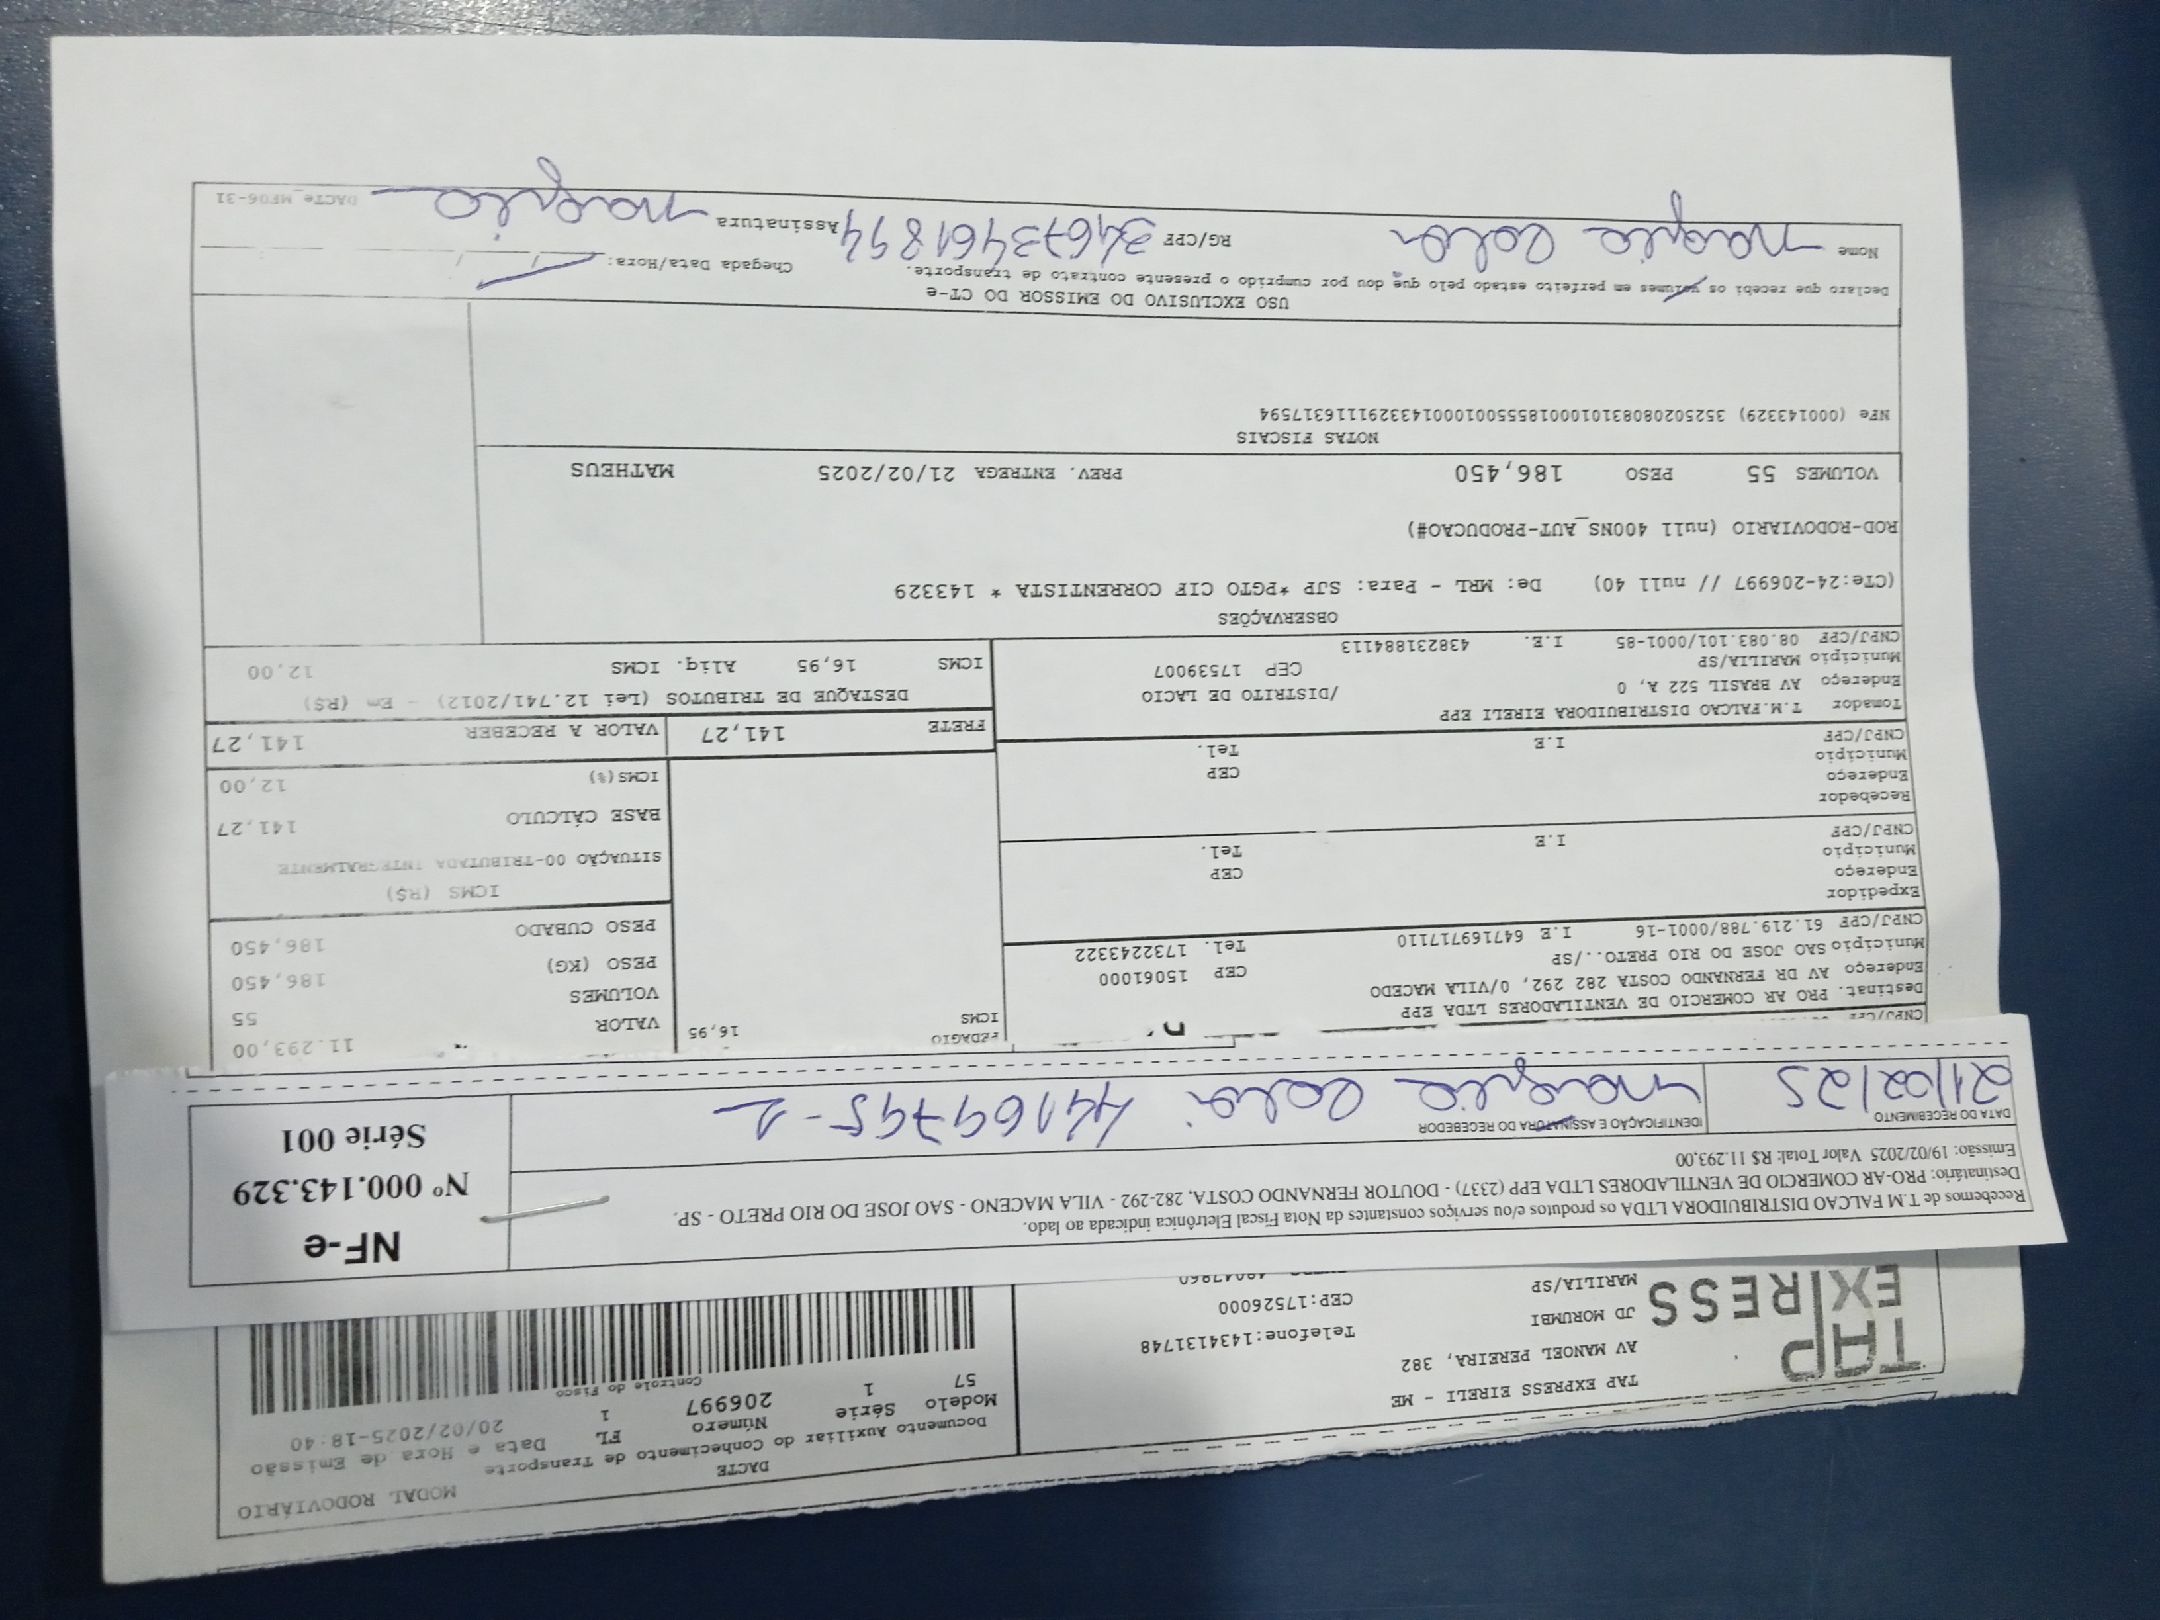 MODAL RODOVIÁRIO
DACTE
Documento Auxiliar do Conhecimento de Transporte
Modelo Série Número FL Data e Hora de Emissão
57 1 206997 1 20/02/2025-18:40
Controle do Fisco
TAP EXPRESS
TAP EXPRESS EIRELI - ME
AV MANOEL PEREIRA, 382
JD MORUMBI Telefone:1434131748
MARILIA/SP CEP:17526000
Recebemos de T M FALCAO DISTRIBUIDORA LTDA os produtos e/ou serviços constantes da Nota Fiscal Eletrônica indicada ao lado.
Destinatário: PRO-AR COMERCIO DE VENTILADORES LTDA EPP (2337) - DOUTOR FERNANDO COSTA, 282-292 - VILA MACENO - SAO JOSE DO RIO PRETO - SP.
Emissão: 19/02/2025 Valor Total: R$ 11.293,00
DATA DO RECEBIMENTO
21/02/25
IDENTIFICAÇÃO E ASSINATURA DO RECEBEDOR
44169795-2
NF-e
Nº 000.143.329
Série 001
CNPJ/CPF
Destinat. PRO AR COMERCIO DE VENTILADORES LTDA EPP
Endereço AV DR FERNANDO COSTA 282 292, 0/VILA MACEDO
Município SAO JOSE DO RIO PRETO../SP CEP 15061000
CNPJ/CPF 61.219.788/0001-16 I.E 647169717110 Tel. 1732243322
Expedidor
Endereço
Município CEP
CNPJ/CPF I.E Tel.
Recebedor
Endereço
Município CEP
CNPJ/CPF I.E Tel.
Tomador T.M.FALCAO DISTRIBUIDORA EIRELI EPP
Endereço AV BRASIL 522 A, 0 /DISTRITO DE LACIO
Município MARILIA/SP CEP 17539007
CNPJ/CPF 08.083.101/0001-85 I.E. 438231884113
PEDAGIO
ICMS 16,95
VALOR 11.293,00
VOLUMES 55
PESO (KG) 186,450
PESO CUBADO 186,450
ICMS (R$)
SITUAÇÃO 00-TRIBUTADA INTEGRALMENTE
BASE CÁLCULO 141,27
ICMS(%) 12,00
FRETE 141,27 VALOR A RECEBER 141,27
DESTAQUE DE TRIBUTOS (Lei 12.741/2012) - Em (R$)
ICMS 16,95 Aliq. ICMS 12,00
OBSERVAÇÕES
(CTe:24-206997 // null 40) De: MRL - Para: SJP *PGTO CIF CORRENTISTA * 143329
ROD-RODOVIARIO (null 400NS_AUT-PRODUCAO#)
VOLUMES 55 PESO 186,450 PREV. ENTREGA 21/02/2025 MATHEUS
NOTAS FISCAIS
NFe (000143329) 35250208083101000185550010001433291116317594
USO EXCLUSIVO DO EMISSOR DO CT-e
Declaro que recebi os volumes em perfeito estado pelo que dou por cumprido o presente contrato de transporte. Chegada Data/Hora: / /
Nome RG/CPF 34673461894 Assinatura
DACTe_MF06-31